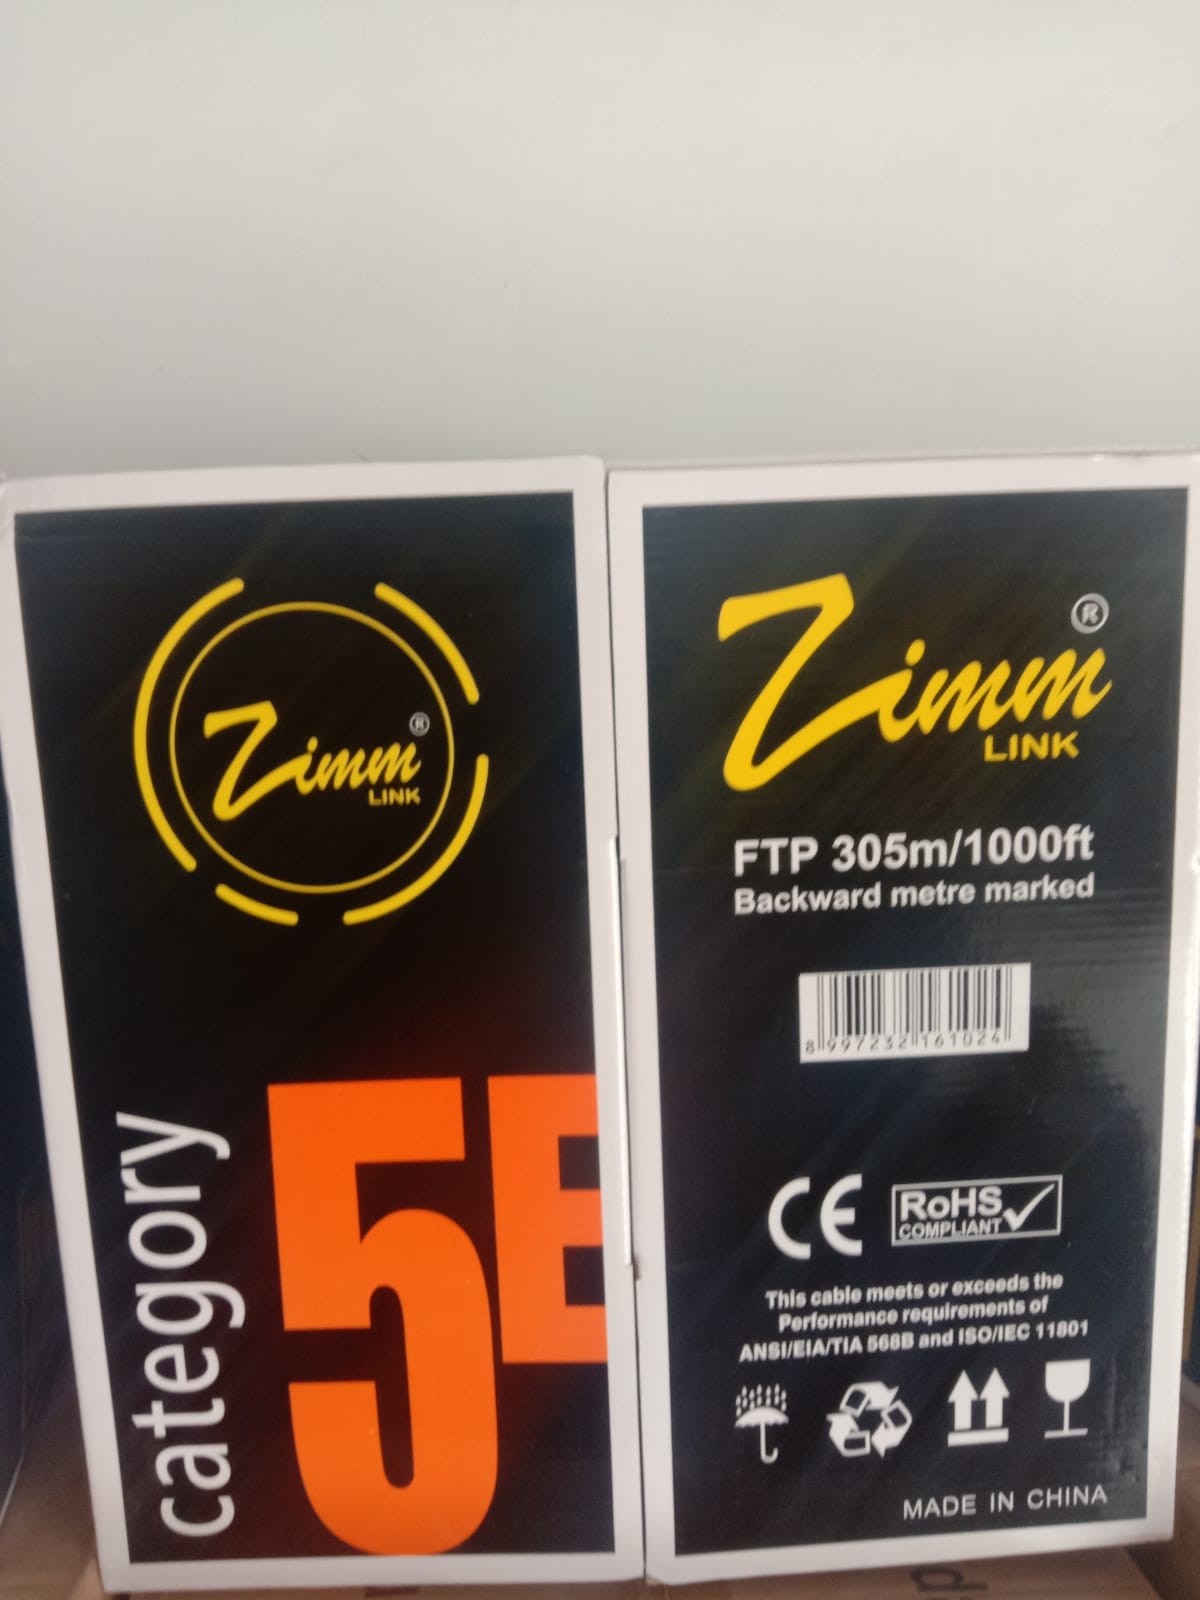 Zimm®
LINK
category
5E
Zimm®
LINK
FTP 305m/1000ft
Backward metre marked
8 997232 161024
CE
RoHS
COMPLIANT
This cable meets or exceeds the
Performance requirements of
ANSI/EIA/TIA 568B and ISO/IEC 11801
MADE IN CHINA